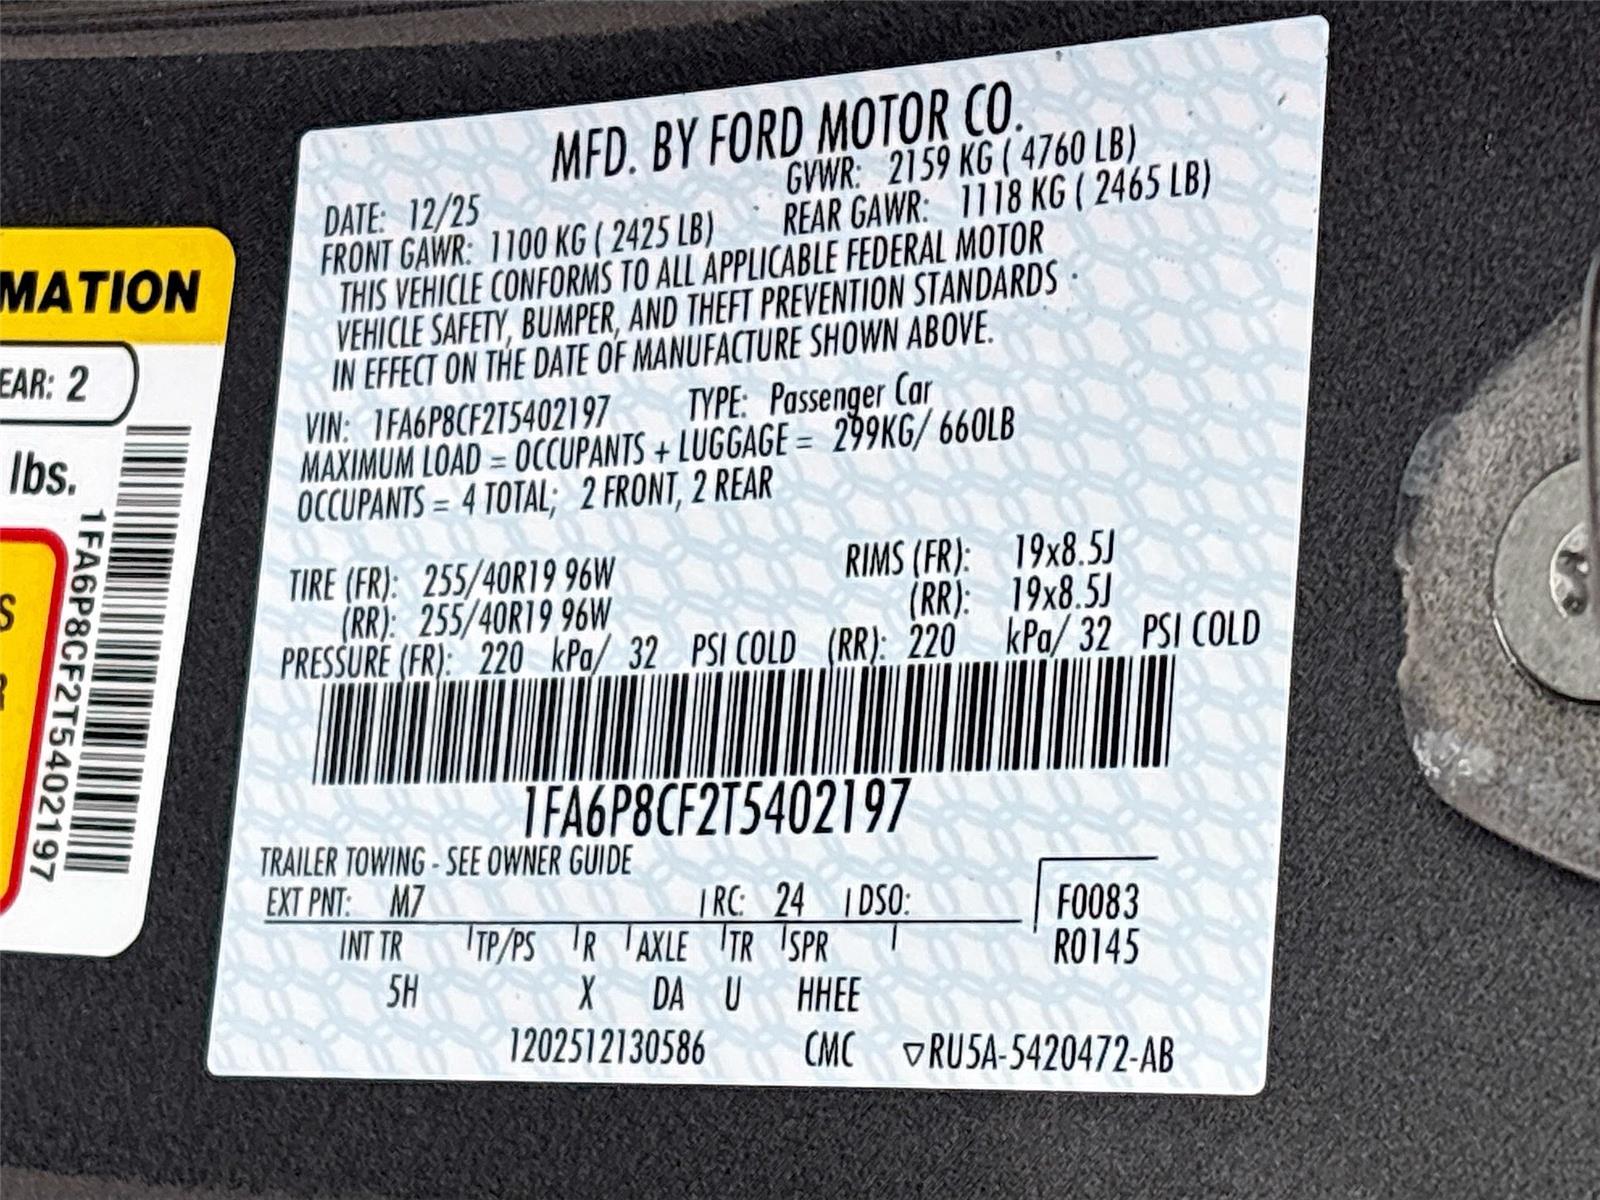 MATION
EAR: 2
lbs.
1FA6P8CF2T5402197
S
MFD. BY FORD MOTOR CO.
DATE: 12/25 GVWR: 2159 KG ( 4760 LB)
FRONT GAWR: 1100 KG ( 2425 LB) REAR GAWR: 1118 KG ( 2465 LB)
THIS VEHICLE CONFORMS TO ALL APPLICABLE FEDERAL MOTOR
VEHICLE SAFETY, BUMPER, AND THEFT PREVENTION STANDARDS
IN EFFECT ON THE DATE OF MANUFACTURE SHOWN ABOVE.
VIN: 1FA6P8CF2T5402197 TYPE: Passenger Car
MAXIMUM LOAD = OCCUPANTS + LUGGAGE = 299KG/ 660LB
OCCUPANTS = 4 TOTAL; 2 FRONT, 2 REAR
TIRE (FR): 255/40R19 96W RIMS (FR): 19x8.5J
(RR): 255/40R19 96W (RR): 19x8.5J
PRESSURE (FR): 220 kPa/ 32 PSI COLD (RR): 220 kPa/ 32 PSI COLD
1FA6P8CF2T5402197
TRAILER TOWING - SEE OWNER GUIDE
EXT PNT: M7 RC: 24 DSO: F0083
INT TR TP/PS R AXLE TR SPR R0145
5H X DA U HHEE
1202512130586 CMC ▽RU5A-5420472-AB